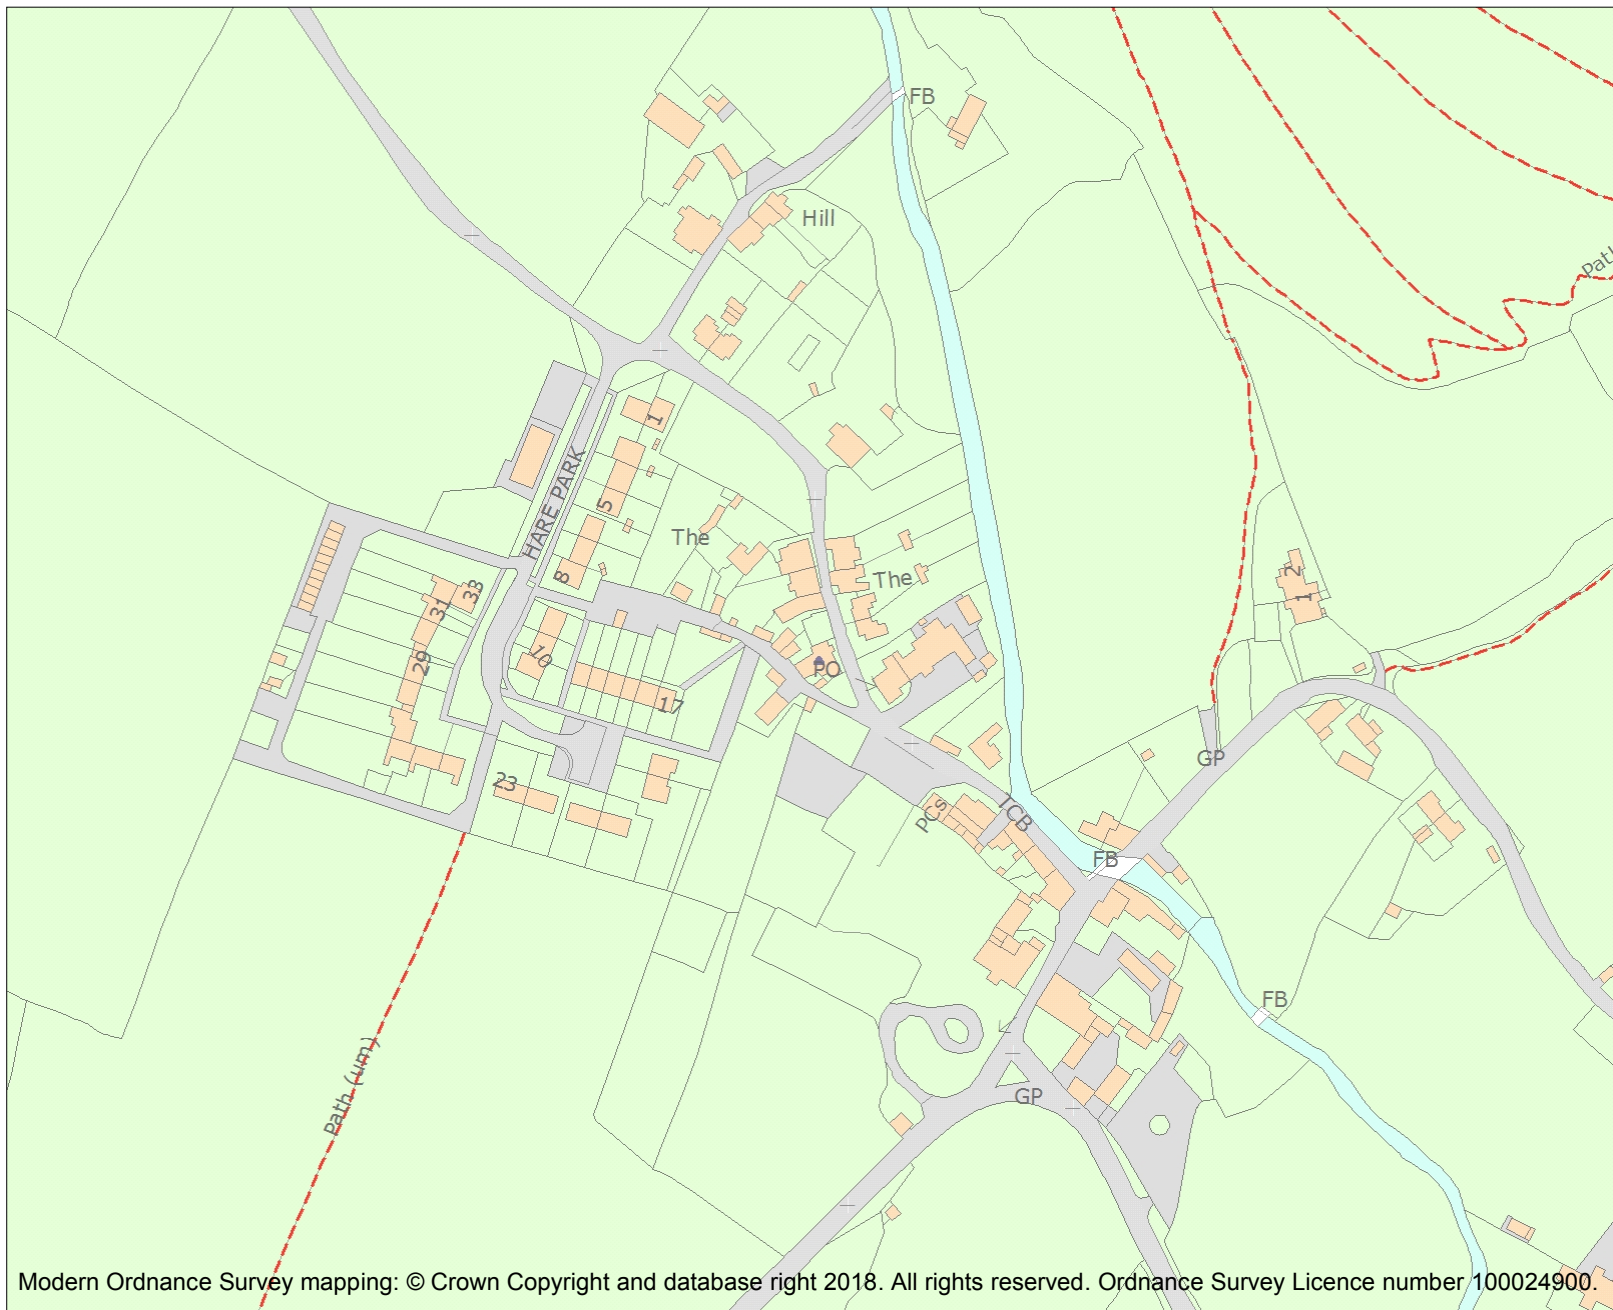 FB
Hill
Path
HARE PARK
1
5
8
The
The
33
31
29
10
17
23
PO
PCs
TCB
FB
GP
2
1
FB
GP
Path (um)
Modern Ordnance Survey mapping: © Crown Copyright and database right 2018. All rights reserved. Ordnance Survey Licence number 100024900.